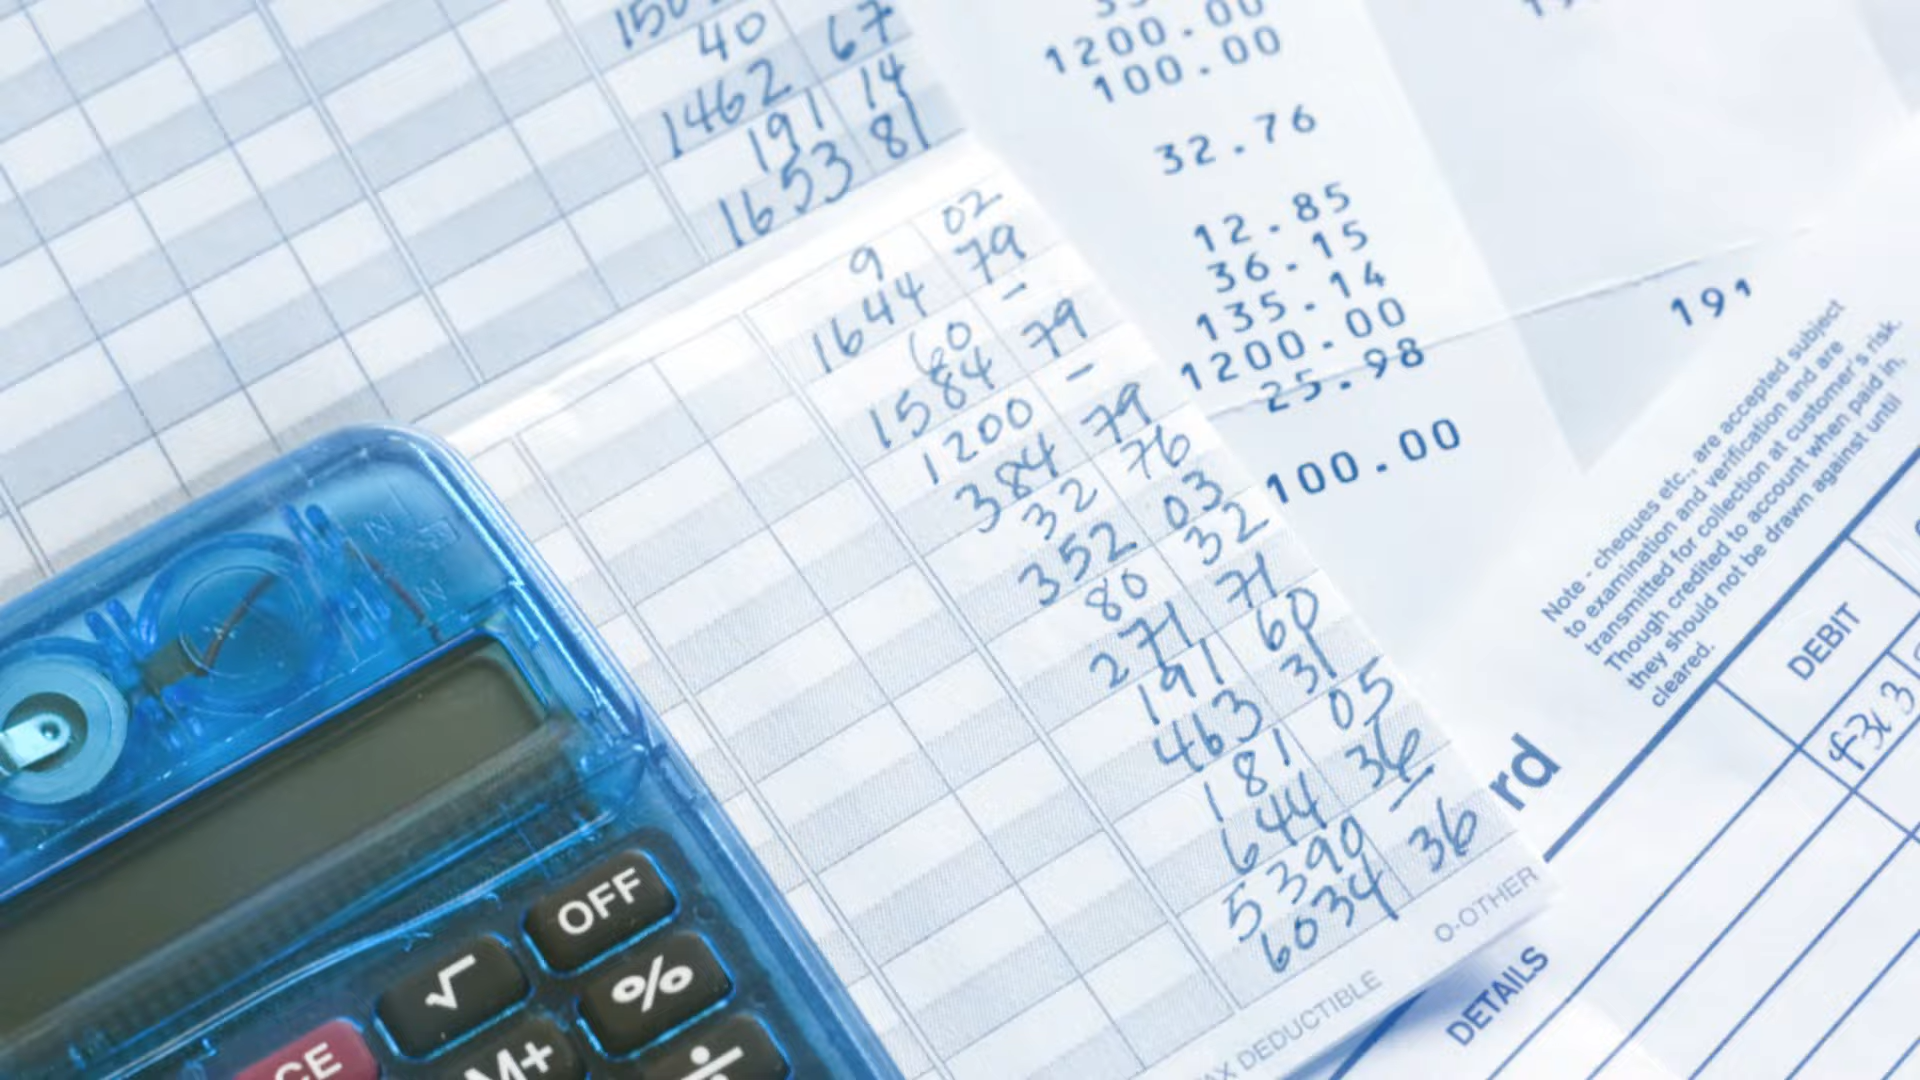 40
1462 67
191 14
1653 81
9 02
1644 79
60 -
1584 79
1200 -
384 79
32 76
352 03
80 32
271 71
191 60
463 31
181 05
644 36
5390 -
6034 36
O-OTHER
TAX DEDUCTIBLE
1200.00
100.00
32.76
12.85
36.15
135.14
1200.00
25.98
100.00
191
Note - cheques etc., are accepted subject
to examination and verification and are
transmitted for collection at customer's risk.
Though credited to account when paid in,
they should not be drawn against until
cleared.
rd
DEBIT
DETAILS
OFF
√
%
CE
M+
÷